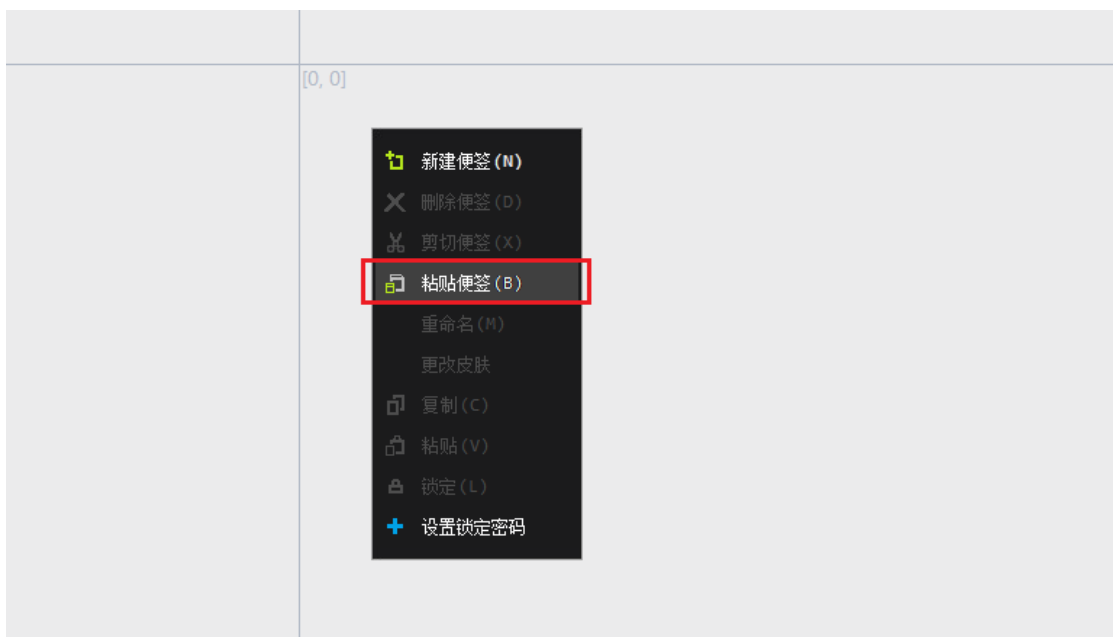 [0, 0]
新建便签(N)
删除便签(D)
剪切便签(X)
粘贴便签(B)
重命名(M)
更改皮肤
复制(C)
粘贴(V)
锁定(L)
设置锁定密码